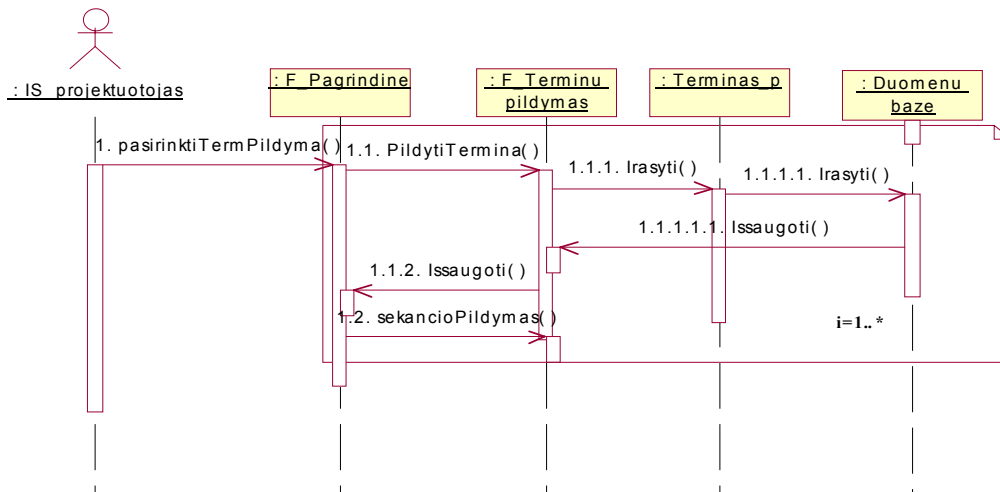 : IS_projektuotojas
: F_Pagrindine
: F_Terminu
pildymas
: Terminas_p
: Duomenu
baze
1. pasirinktiTermPildyma( )
1.1. PildytiTermina( )
1.1.1. Irasyti( )
1.1.1.1. Irasyti( )
1.1.1.1.1. Issaugoti( )
1.1.2. Issaugoti( )
1.2. sekancioPildymas( )
i=1.. *